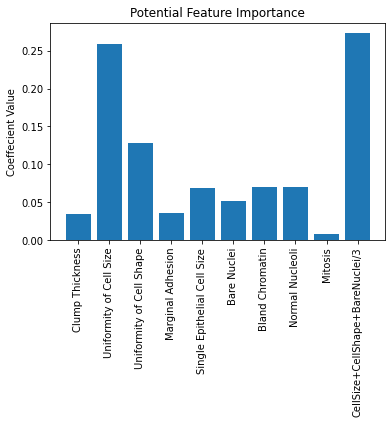 Potential Feature Importance
Coeffecient Value
0.25
0.20
0.15
0.10
0.05
0.00
Clump Thickness
Uniformity of Cell Size
Uniformity of Cell Shape
Marginal Adhesion
Single Epithelial Cell Size
Bare Nuclei
Bland Chromatin
Normal Nucleoli
Mitosis
CellSize+CellShape+BareNuclei/3